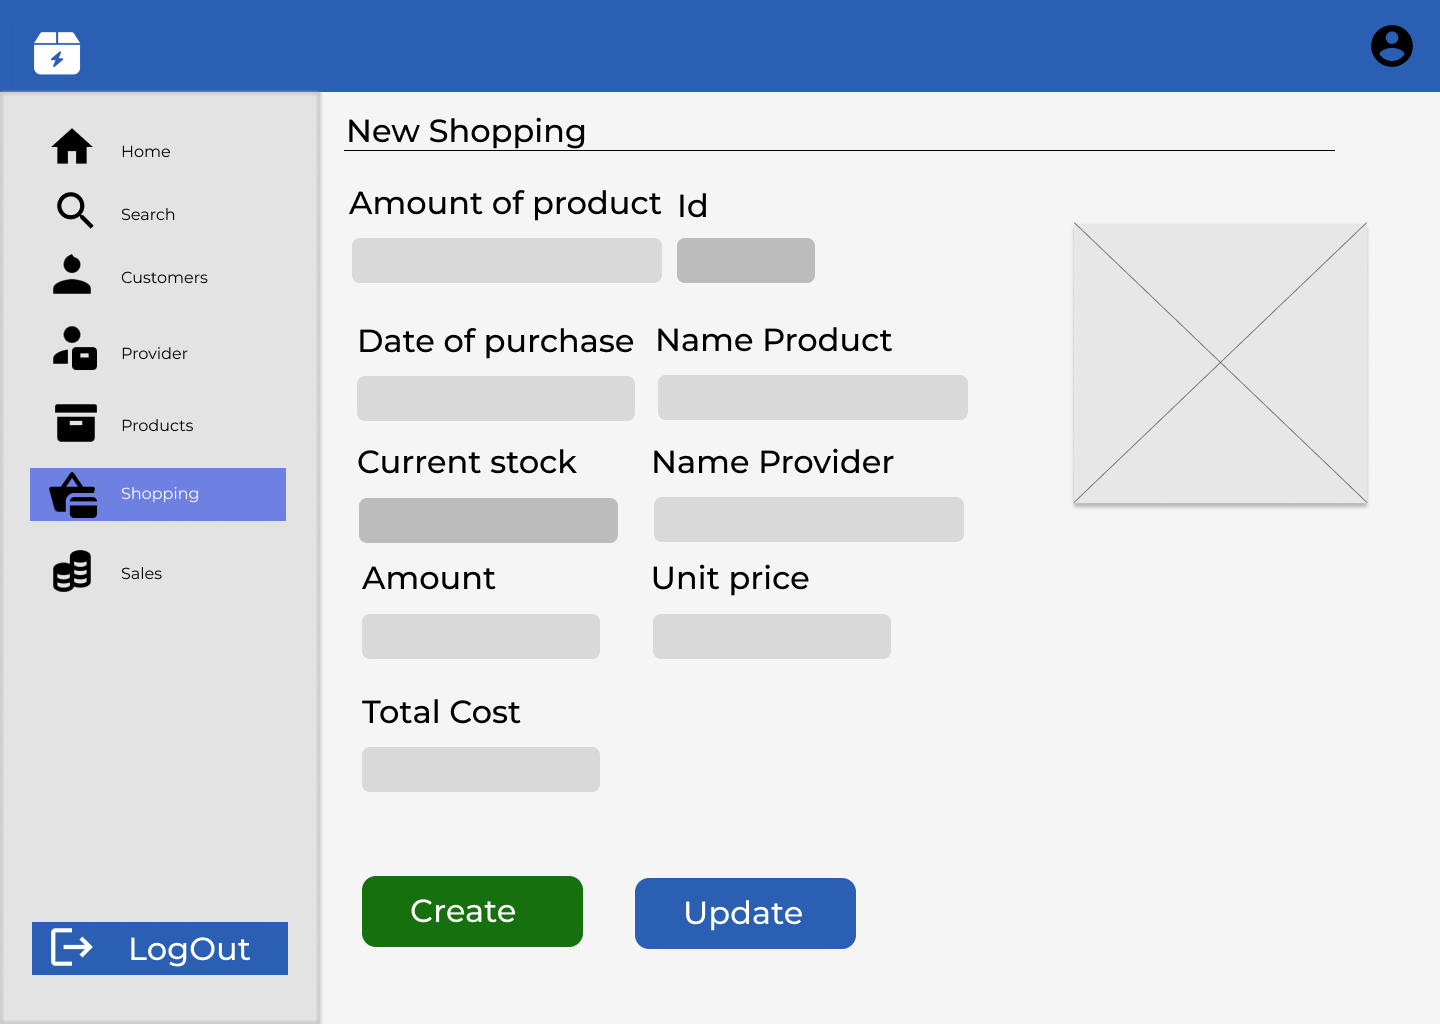 Home
Search
Customers
Provider
Products
Shopping
Sales
LogOut
New Shopping
Amount of product Id
Date of purchase Name Product
Current stock Name Provider
Amount Unit price
Total Cost
Create Update